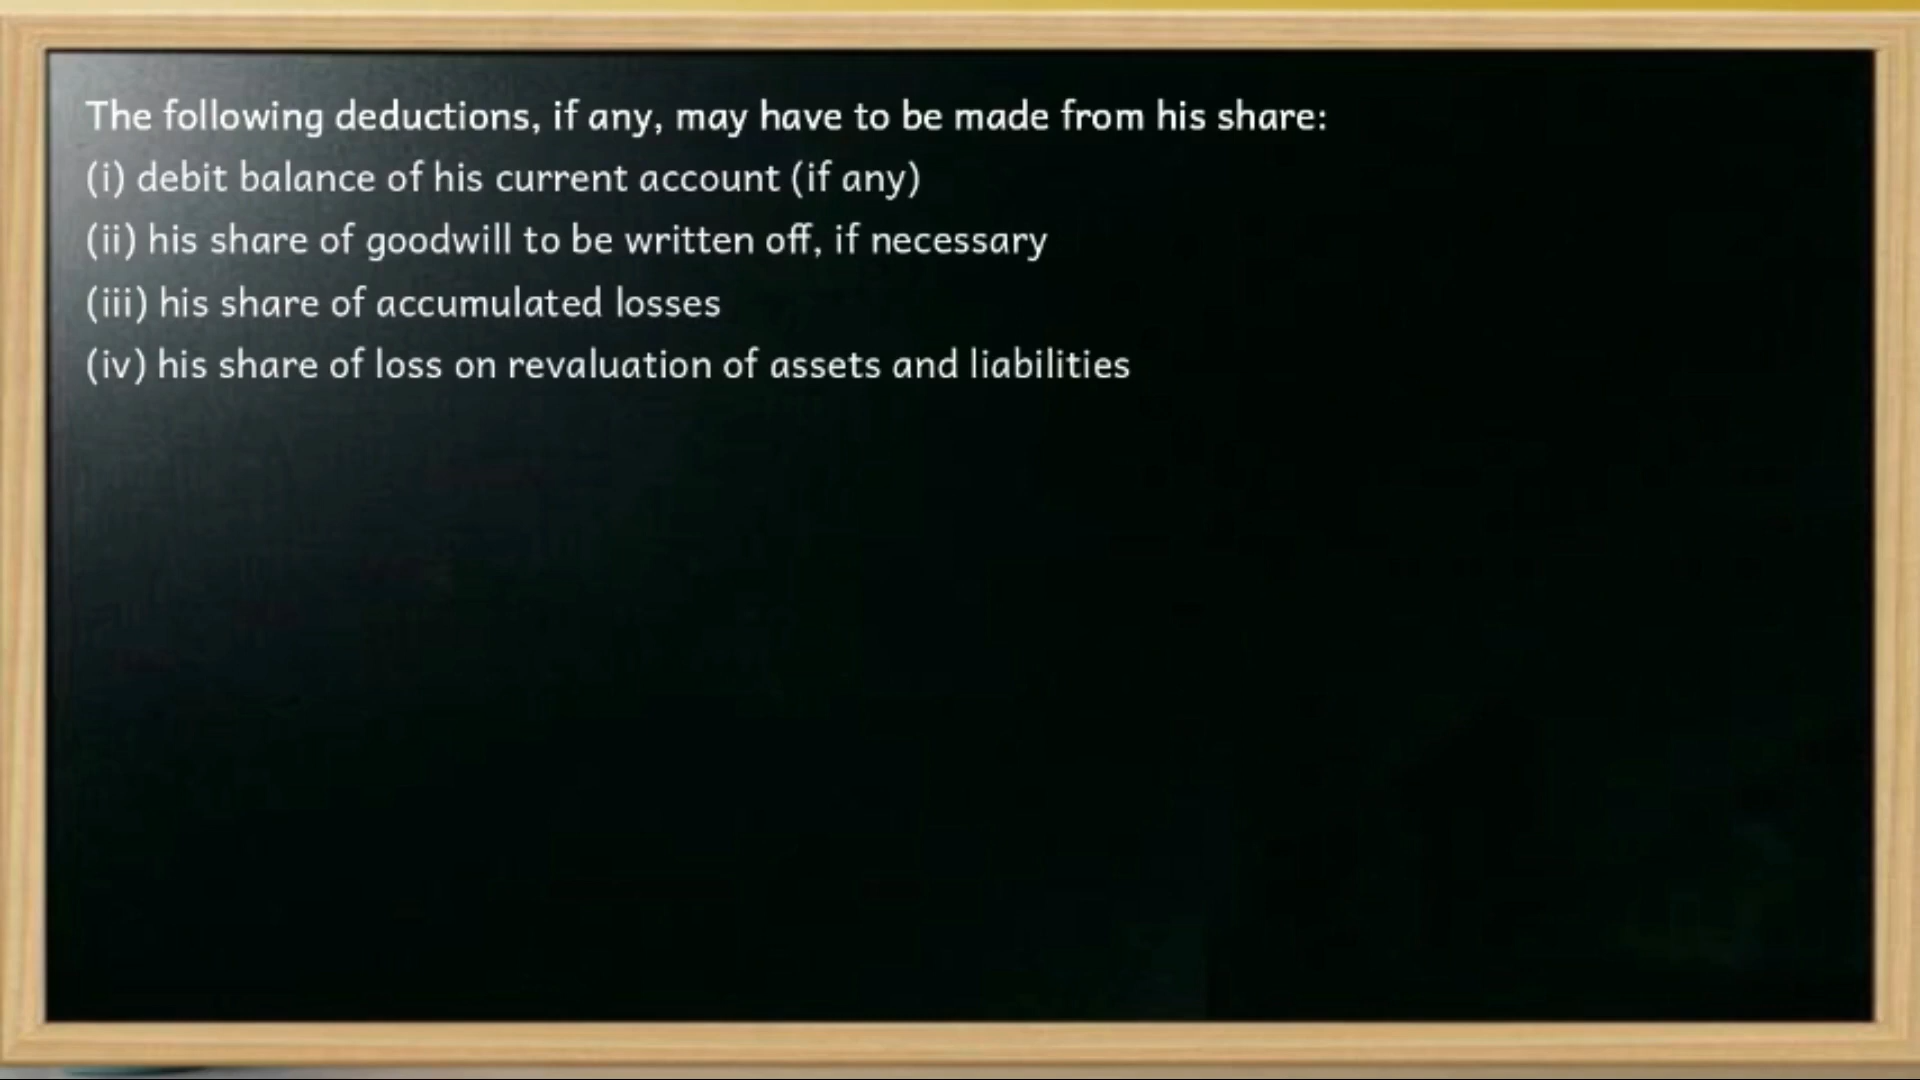 The following deductions, if any, may have to be made from his share:
(i) debit balance of his current account (if any)
(ii) his share of goodwill to be written off, if necessary
(iii) his share of accumulated losses
(iv) his share of loss on revaluation of assets and liabilities